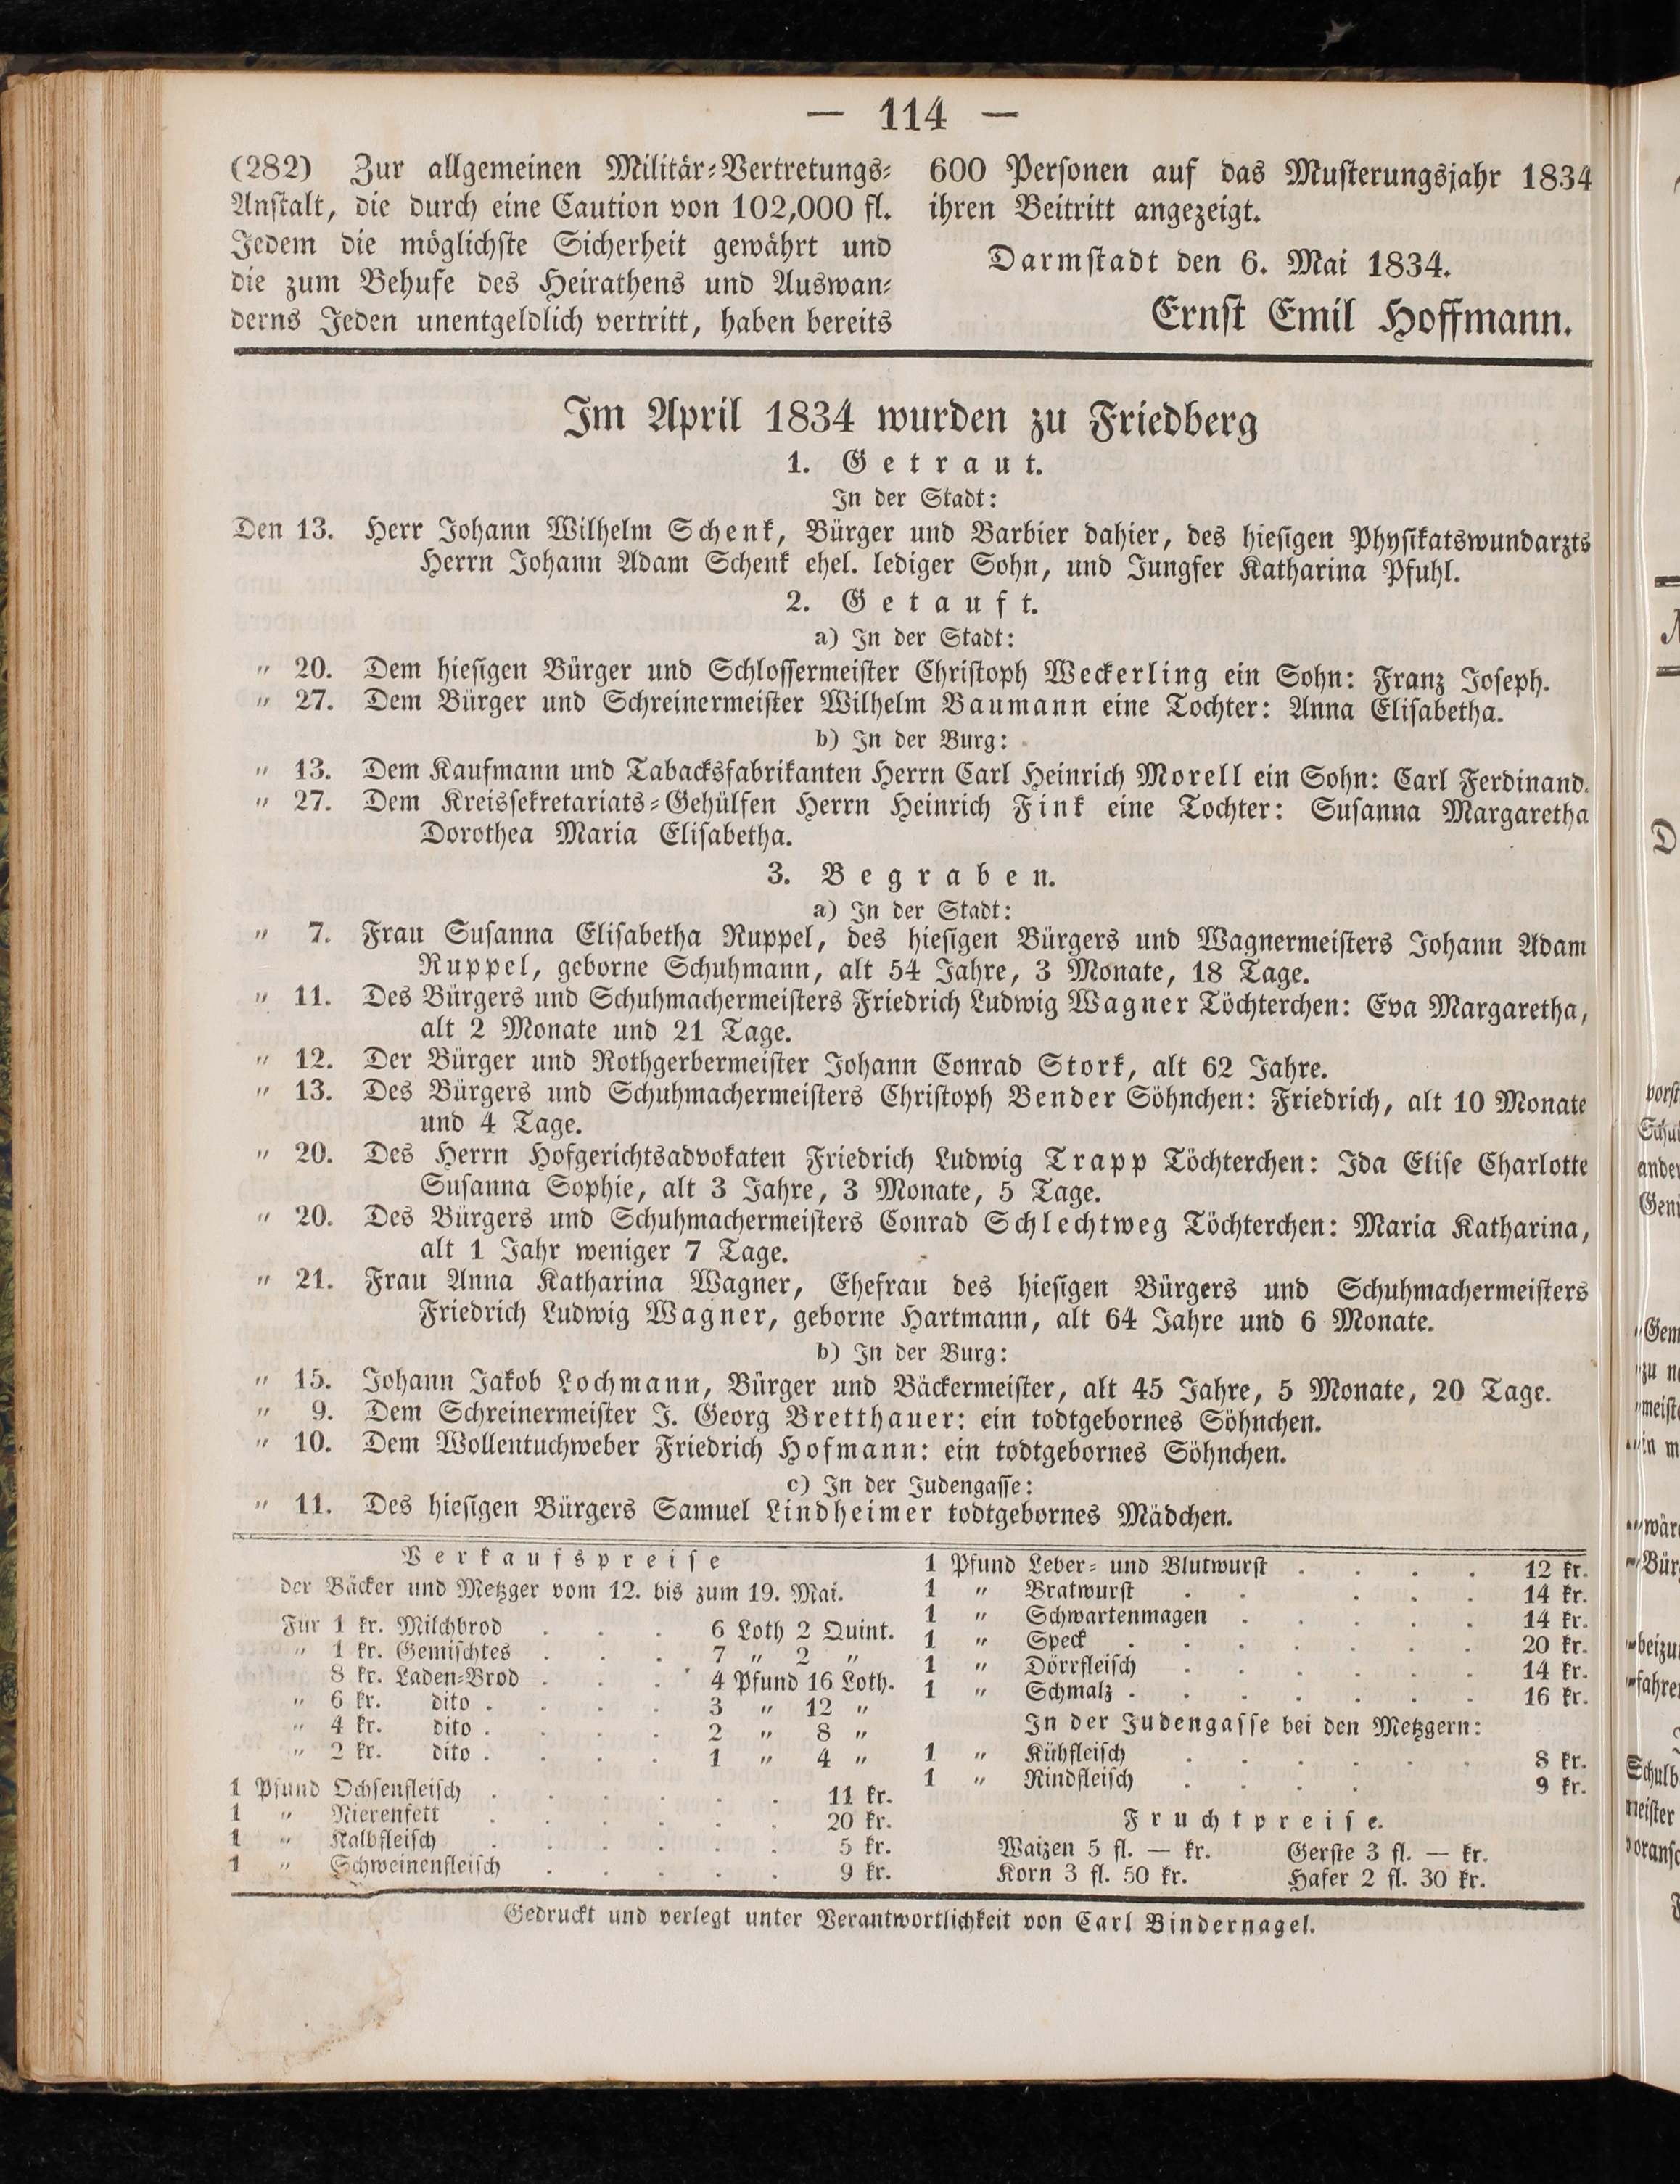 — 114 —
(282) Zur allgemeinen Militär-Vertretungs-
Anstalt, die durch eine Caution von 102,000 fl.
Jedem die möglichste Sicherheit gewährt und
die zum Behufe des Heirathens und Auswan-
derns Jeden unentgeldlich vertritt, haben bereits
600 Personen auf das Musterungsjahr 1834
ihren Beitritt angezeigt.
Darmstadt den 6. Mai 1834.
Ernst Emil Hoffmann.
Im April 1834 wurden zu Friedberg
1. Getraut.
In der Stadt:
Den 13. Herr Johann Wilhelm Schenk, Bürger und Barbier dahier, des hiesigen Physikatswundarzts
Herrn Johann Adam Schenk ehel. lediger Sohn, und Jungfer Katharina Pfuhl.
2. Getauft.
a) In der Stadt:
" 20. Dem hiesigen Bürger und Schlossermeister Christoph Weckerling ein Sohn: Franz Joseph.
" 27. Dem Bürger und Schreinermeister Wilhelm Baumann eine Tochter: Anna Elisabetha.
b) In der Burg:
" 13. Dem Kaufmann und Tabacksfabrikanten Herrn Carl Heinrich Morell ein Sohn: Carl Ferdinand.
" 27. Dem Kreissekretariats-Gehülfen Herrn Heinrich Fink eine Tochter: Susanna Margaretha
Dorothea Maria Elisabetha.
3. Begraben.
a) In der Stadt:
" 7. Frau Susanna Elisabetha Ruppel, des hiesigen Bürgers und Wagnermeisters Johann Adam
Ruppel, geborne Schuhmann, alt 54 Jahre, 3 Monate, 18 Tage.
" 11. Des Bürgers und Schuhmachermeisters Friedrich Ludwig Wagner Töchterchen: Eva Margaretha,
alt 2 Monate und 21 Tage.
" 12. Der Bürger und Rothgerbermeister Johann Conrad Stork, alt 62 Jahre.
" 13. Des Bürgers und Schuhmachermeisters Christoph Bender Söhnchen: Friedrich, alt 10 Monate
und 4 Tage.
" 20. Des Herrn Hofgerichtsadvokaten Friedrich Ludwig Trapp Töchterchen: Ida Elise Charlotte
Susanna Sophie, alt 3 Jahre, 3 Monate, 5 Tage.
" 20. Des Bürgers und Schuhmachermeisters Conrad Schlechtweg Töchterchen: Maria Katharina,
alt 1 Jahr weniger 7 Tage.
" 21. Frau Anna Katharina Wagner, Ehefrau des hiesigen Bürgers und Schuhmachermeisters
Friedrich Ludwig Wagner, geborne Hartmann, alt 64 Jahre und 6 Monate.
b) In der Burg:
" 15. Johann Jakob Lochmann, Bürger und Bäckermeister, alt 45 Jahre, 5 Monate, 20 Tage.
" 9. Dem Schreinermeister J. Georg Bretthauer: ein todtgebornes Söhnchen.
" 10. Dem Wollentuchweber Friedrich Hofmann: ein todtgebornes Söhnchen.
c) In der Judengasse:
" 11. Des hiesigen Bürgers Samuel Lindheimer todtgebornes Mädchen.
Verkaufspreise
der Bäcker und Metzger vom 12. bis zum 19. Mai.
Für 1 kr. Milchbrod . . . 6 Loth 2 Quint.
" 1 kr. Gemischtes . . . 7 " 2 "
8 kr. Laden-Brod . . . 4 Pfund 16 Loth.
" 6 kr. dito . . . . 3 " 12 "
" 4 kr. dito . . . . 2 " 8 "
" 2 kr. dito . . . . 1 " 4 "
1 Pfund Ochsenfleisch . . . . . . 11 kr.
1 " Nierenfett . . . . . . 20 kr.
1 " Kalbfleisch . . . . . . 5 kr.
1 " Schweinenfleisch . . . . . 9 kr.
1 Pfund Leber- und Blutwurst . . . . 12 kr.
1 " Bratwurst . . . . . 14 kr.
1 " Schwartenmagen . . . . . 14 kr.
1 " Speck . . . . . . . 20 kr.
1 " Dörrfleisch . . . . . . 14 kr.
1 " Schmalz . . . . . . . 16 kr.
In der Judengasse bei den Metzgern:
1 " Kühfleisch . . . . . . 8 kr.
1 " Rindfleisch . . . . 9 kr.
Fruchtpreise.
Waizen 5 fl. — kr. Gerste 3 fl. — kr.
Korn 3 fl. 50 kr. Hafer 2 fl. 30 kr.
Gedruckt und verlegt unter Verantwortlichkeit von Carl Bindernagel.